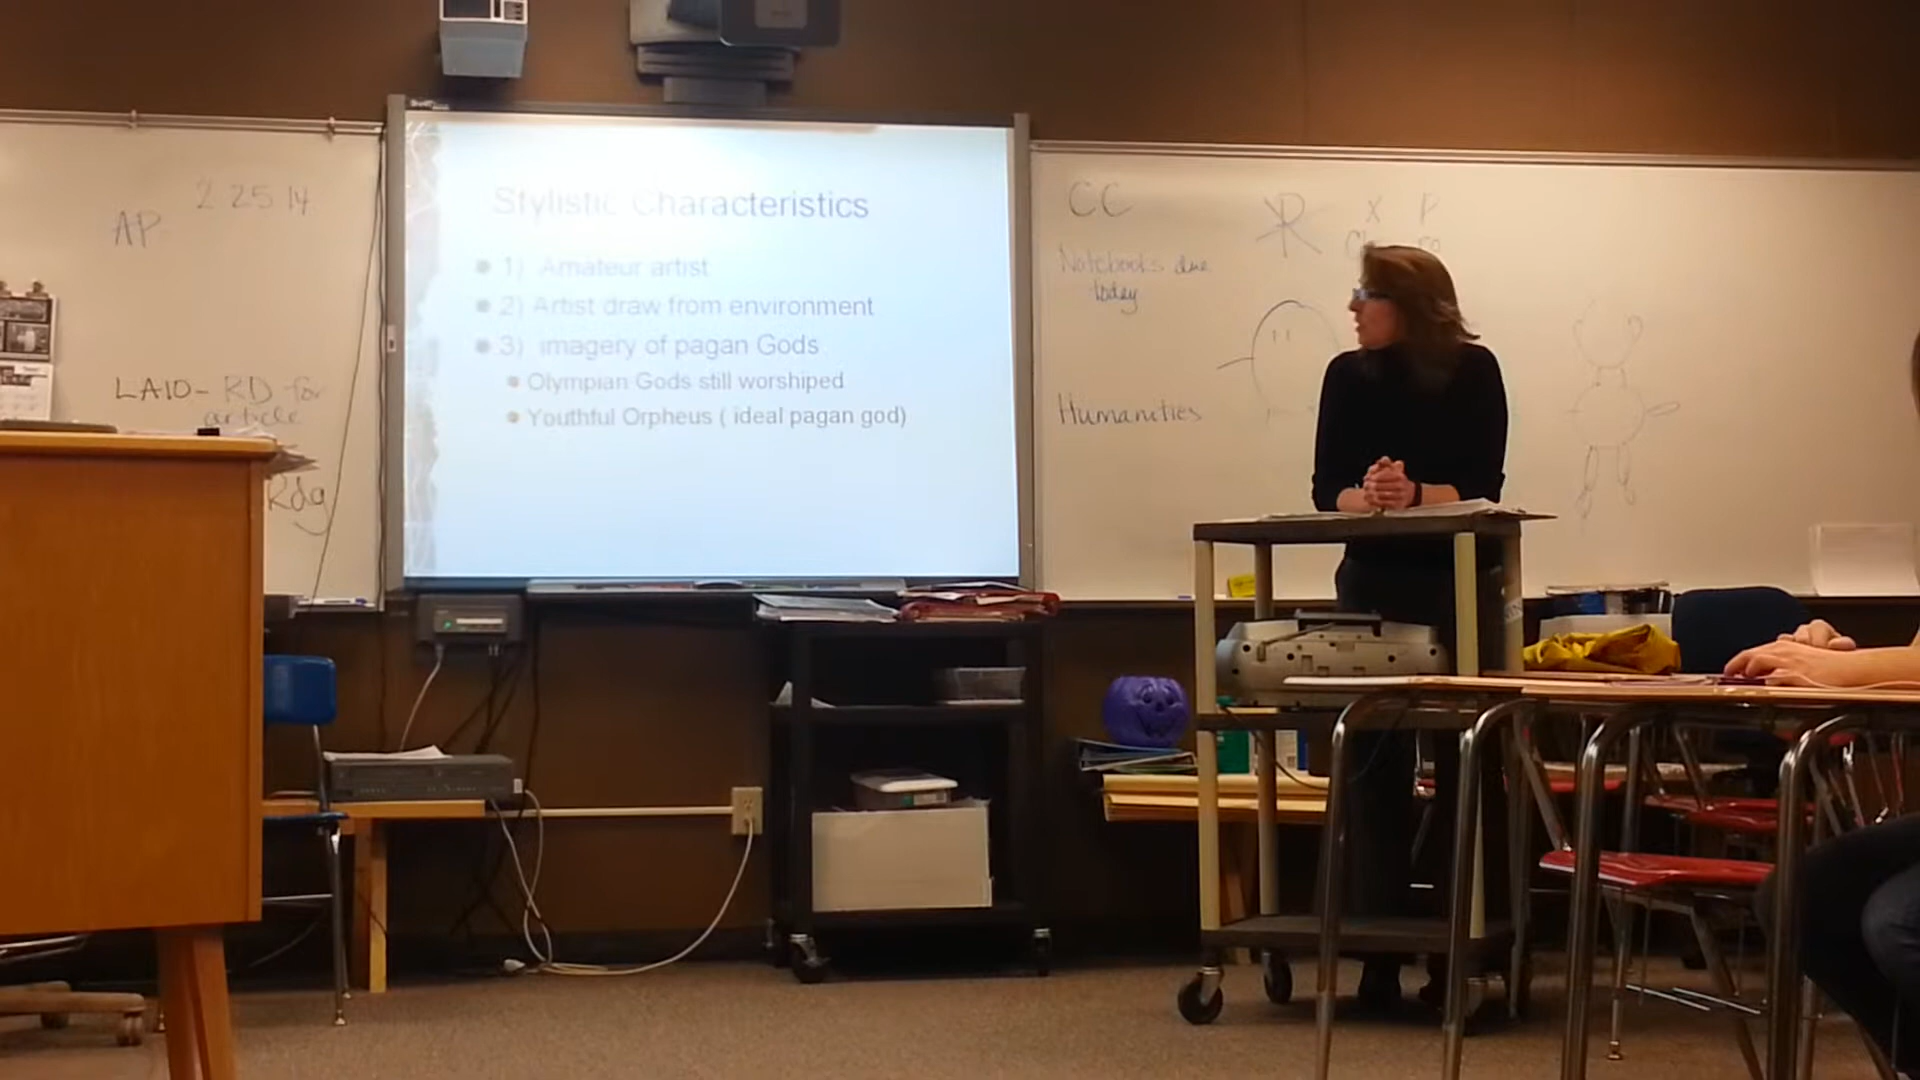 2 25 14
AP
LA10- RD for
article
Rdg
Stylistic Characteristics
1) Amateur artist
2) Artist draw from environment
3) imagery of pagan Gods
Olympian Gods still worshiped
Youthful Orpheus ( ideal pagan god)
CC
X P
Notebooks due
today
Humanities